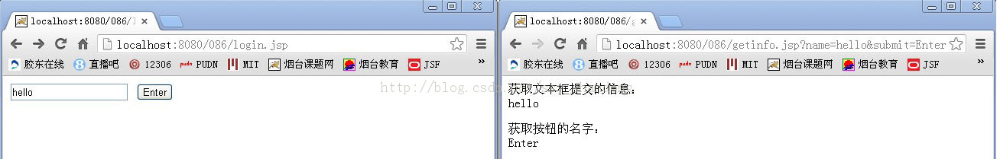 localhost:8080/086/
localhost:8080/086/login.jsp
胶东在线 直播吧 12306 pudn PUDN MIT 烟台课题网 烟台教育 JSF »
hello Enter
localhost:8080/086/
localhost:8080/086/getinfo.jsp?name=hello&submit=Enter
胶东在线 直播吧 12306 pudn PUDN MIT 烟台课题网 烟台教育 JSF »
获取文本框提交的信息:
hello
获取按钮的名字:
Enter
http://blog.csdn.